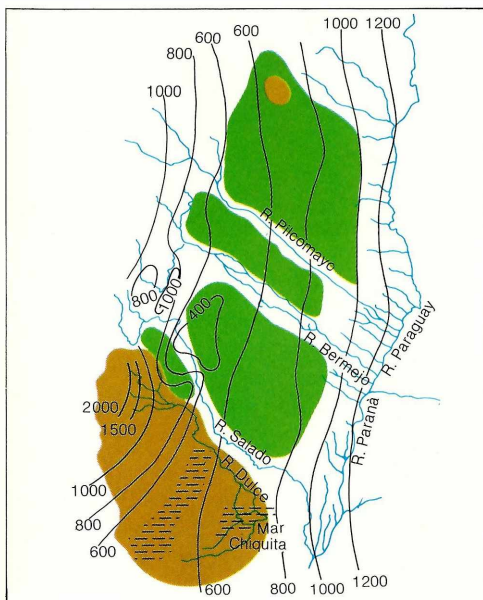 1000 1200
600 600
800
1000
R. Pilcomayo
800
1000
400
R. Paraguay
R. Bermejo
R. Paranà
2000
1500
R. Salado
R. Dulce
1000
800
Mar
Chiquita
600
600
800
1000
1200